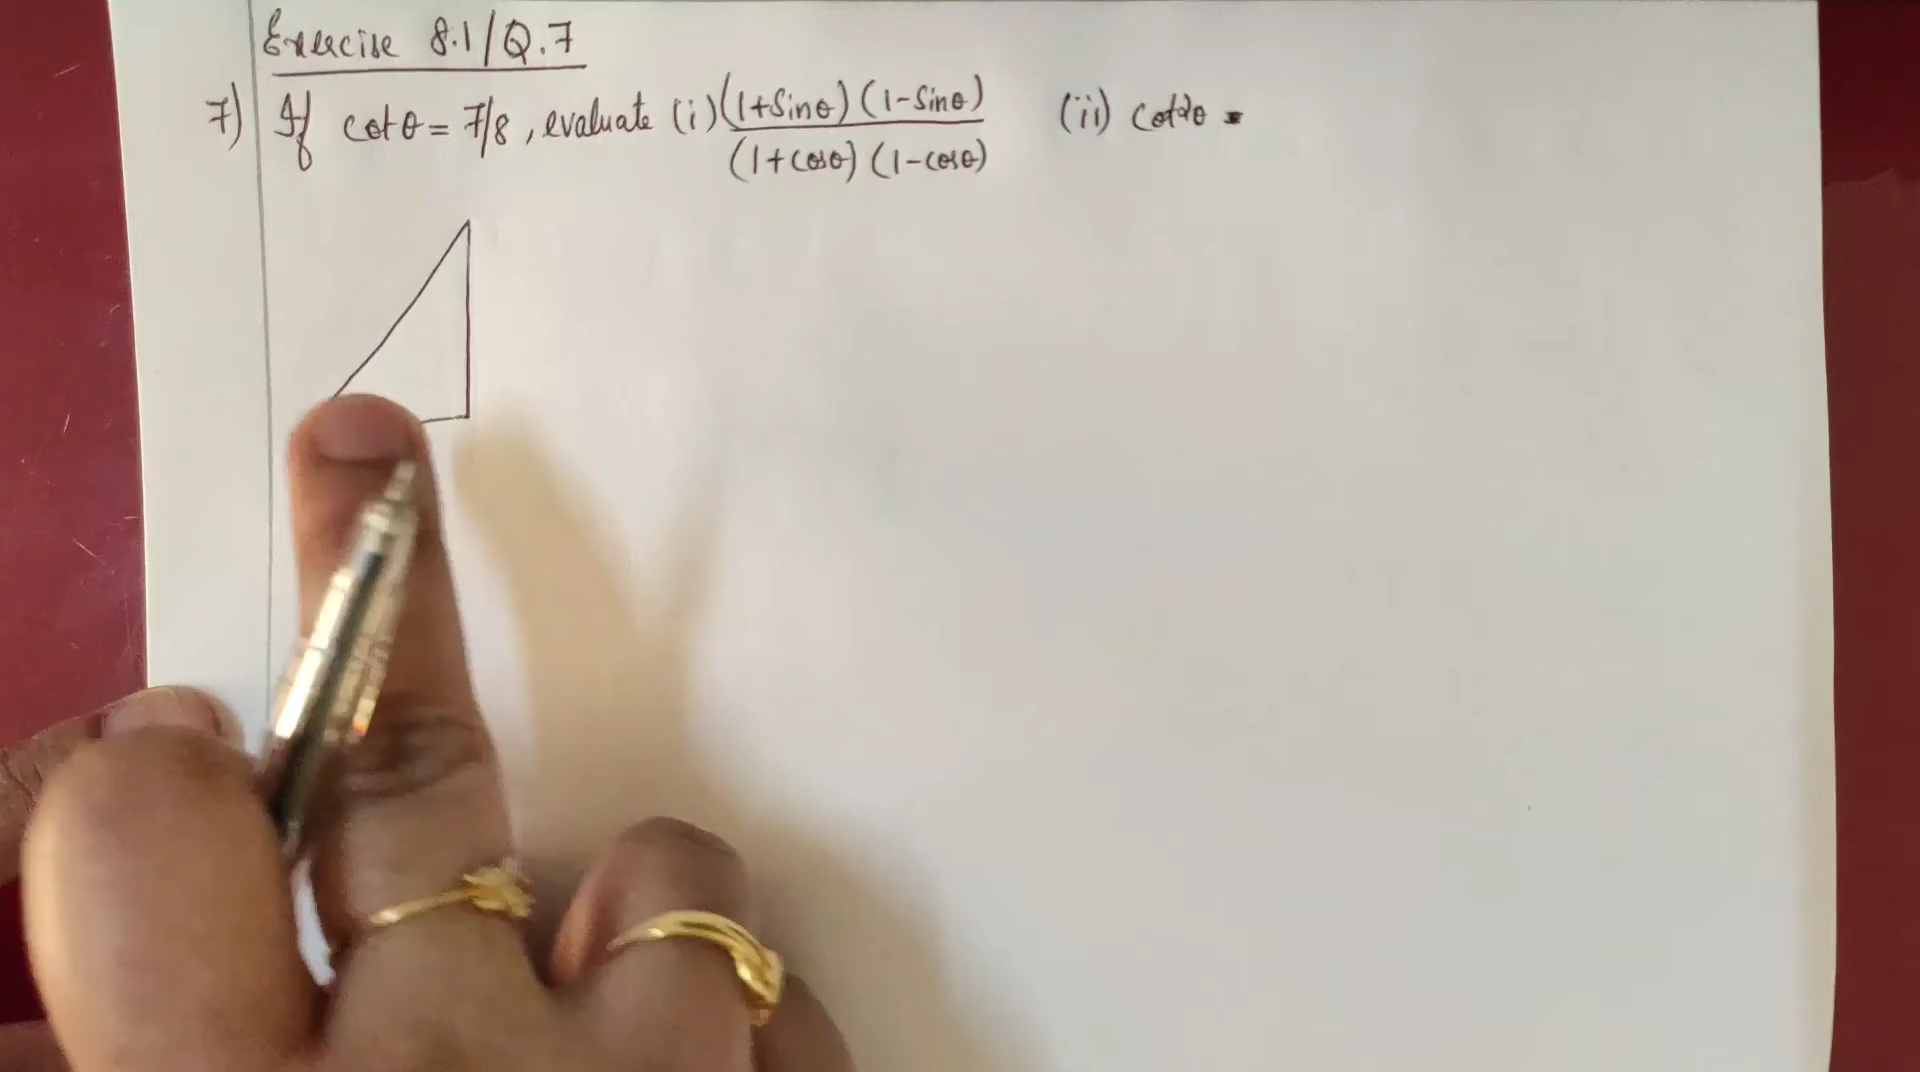 Exercise 8.1/Q.7
7) If cotθ = 7/8, evaluate (i) (1+Sinθ) (1-Sinθ) (ii) cot²θ =
(1+cosθ) (1-cosθ)